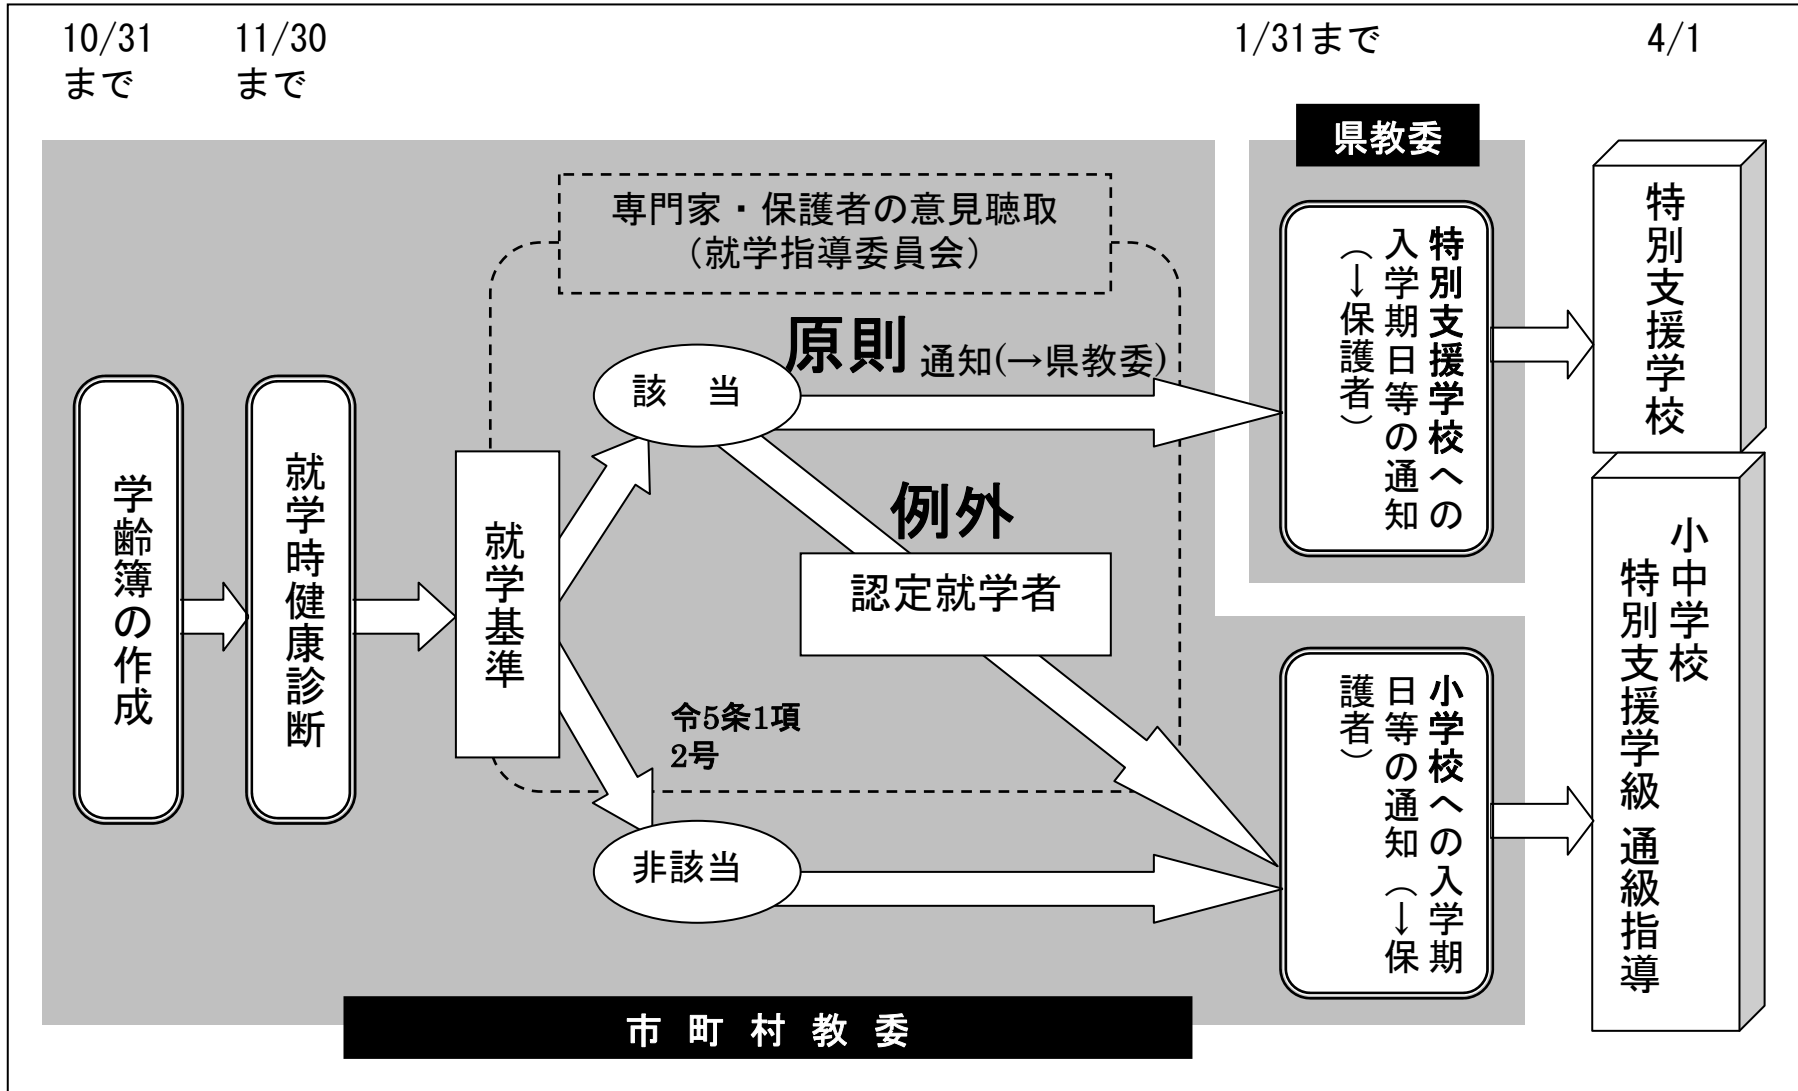 10/31
まで
11/30
まで
1/31まで
4/1
県教委
専門家・保護者の意見聴取
(就学指導委員会)
原則
通知(→県教委)
該　当
例外
認定就学者
学齢簿の作成
就学時健康診断
就学基準
令5条1項
2号
非該当
特別支援学校への
入学期日等の通知
(→保護者)
小学校への入学期
日等の通知 (→保
護者)
特別支援学校
小中学校
特別支援学級 通級指導
市 町 村 教 委